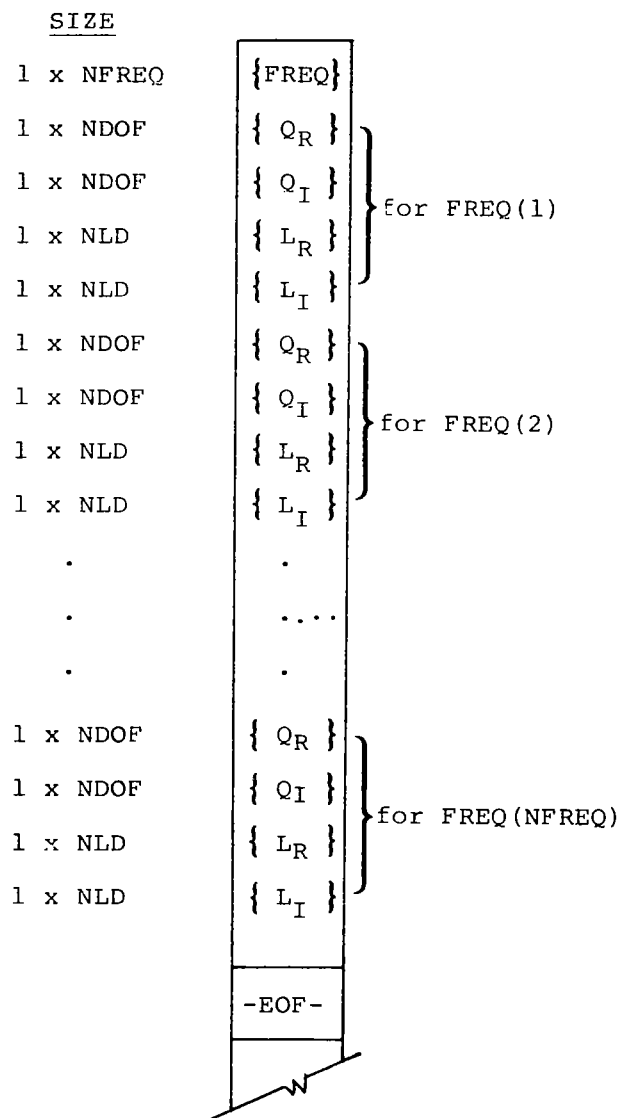 SIZE
1 x NFREQ {FREQ}
1 x NDOF { Q_R }
1 x NDOF { Q_I }
for FREQ(1)
1 x NLD { L_R }
1 x NLD { L_I }
1 x NDOF { Q_R }
1 x NDOF { Q_I }
for FREQ(2)
1 x NLD { L_R }
1 x NLD { L_I }
. .
. ....
. .
1 x NDOF { Q_R }
1 x NDOF { Q_I }
for FREQ(NFREQ)
1 x NLD { L_R }
1 x NLD { L_I }
-EOF-